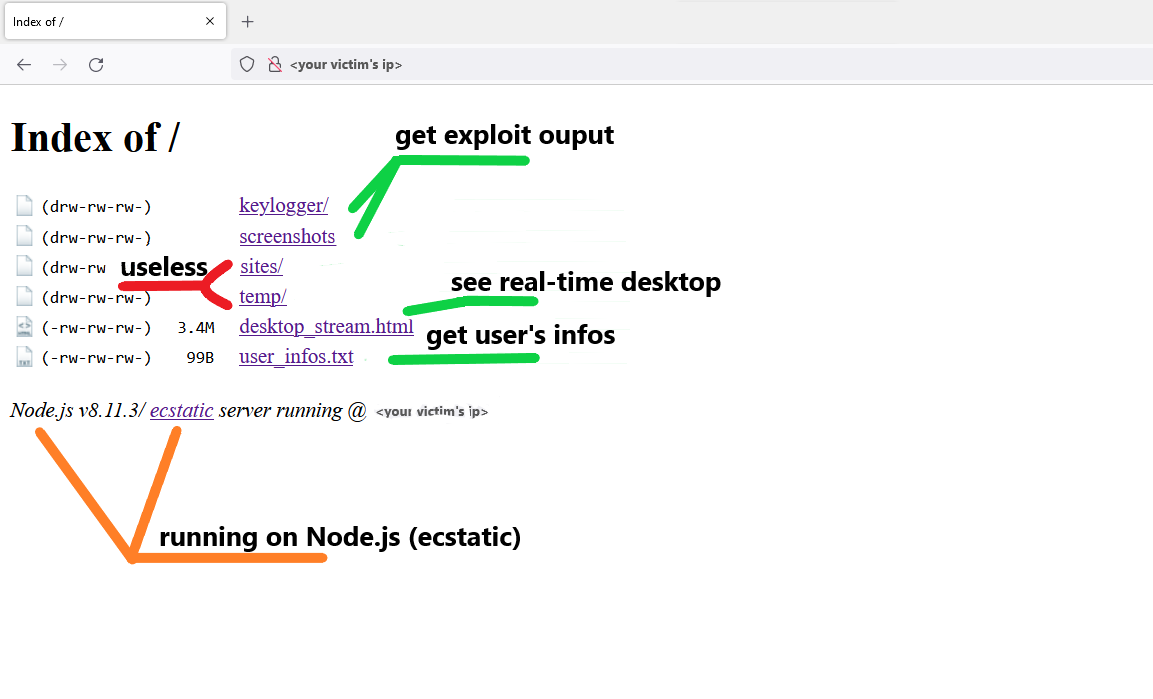 Index of /
<your victim's ip>
Index of /
get exploit ouput
(drw-rw-rw-) keylogger/
(drw-rw-rw-) screenshots
(drw-rw useless sites/
(drw-rw-rw-) temp/
see real-time desktop
(-rw-rw-rw-) 3.4M desktop_stream.html
get user's infos
(-rw-rw-rw-) 99B user_infos.txt
Node.js v8.11.3/ ecstatic server running @ <your victim's ip>
running on Node.js (ecstatic)